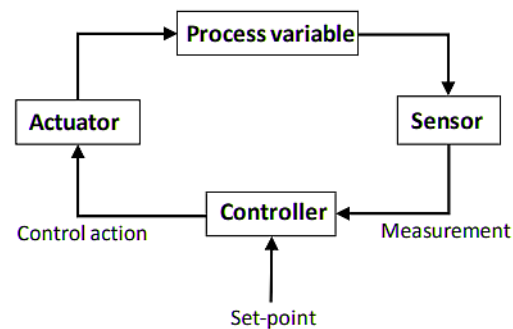 Process variable
Actuator
Sensor
Controller
Control action
Measurement
Set-point